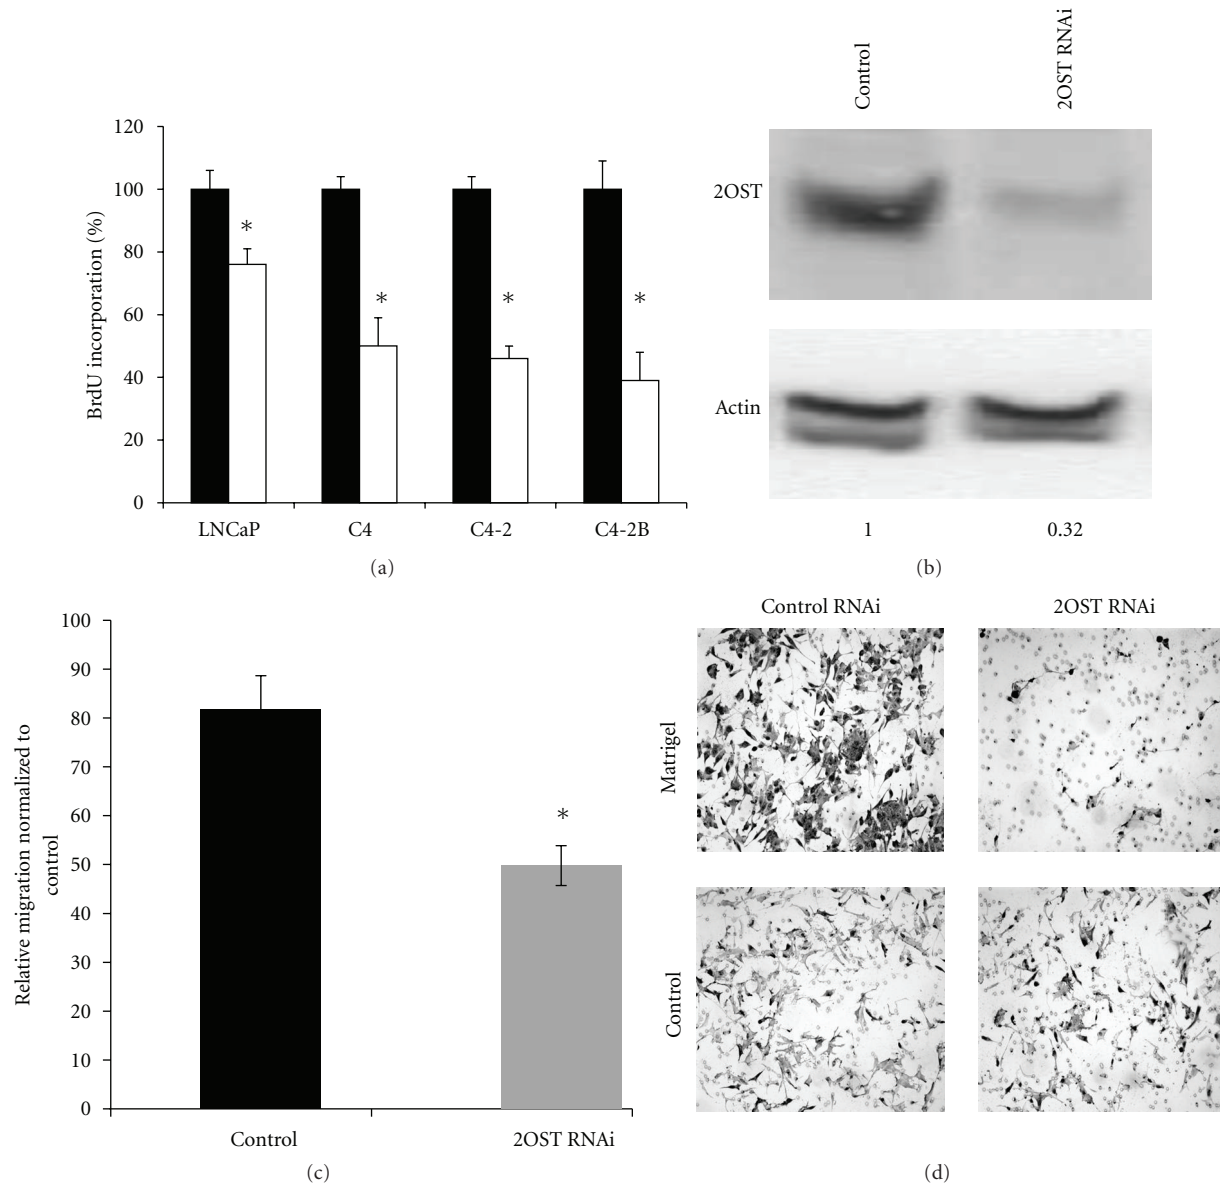 BrdU incorporation (%)
120
100
80
60
40
20
0
*
*
*
*
LNCaP
C4
C4-2
C4-2B
(a)
Control
2OST RNAi
2OST
Actin
1
0.32
(b)
Relative migration normalized to
control
100
90
80
70
60
50
40
30
20
10
0
*
Control
2OST RNAi
(c)
Control RNAi
2OST RNAi
Matrigel
Control
(d)